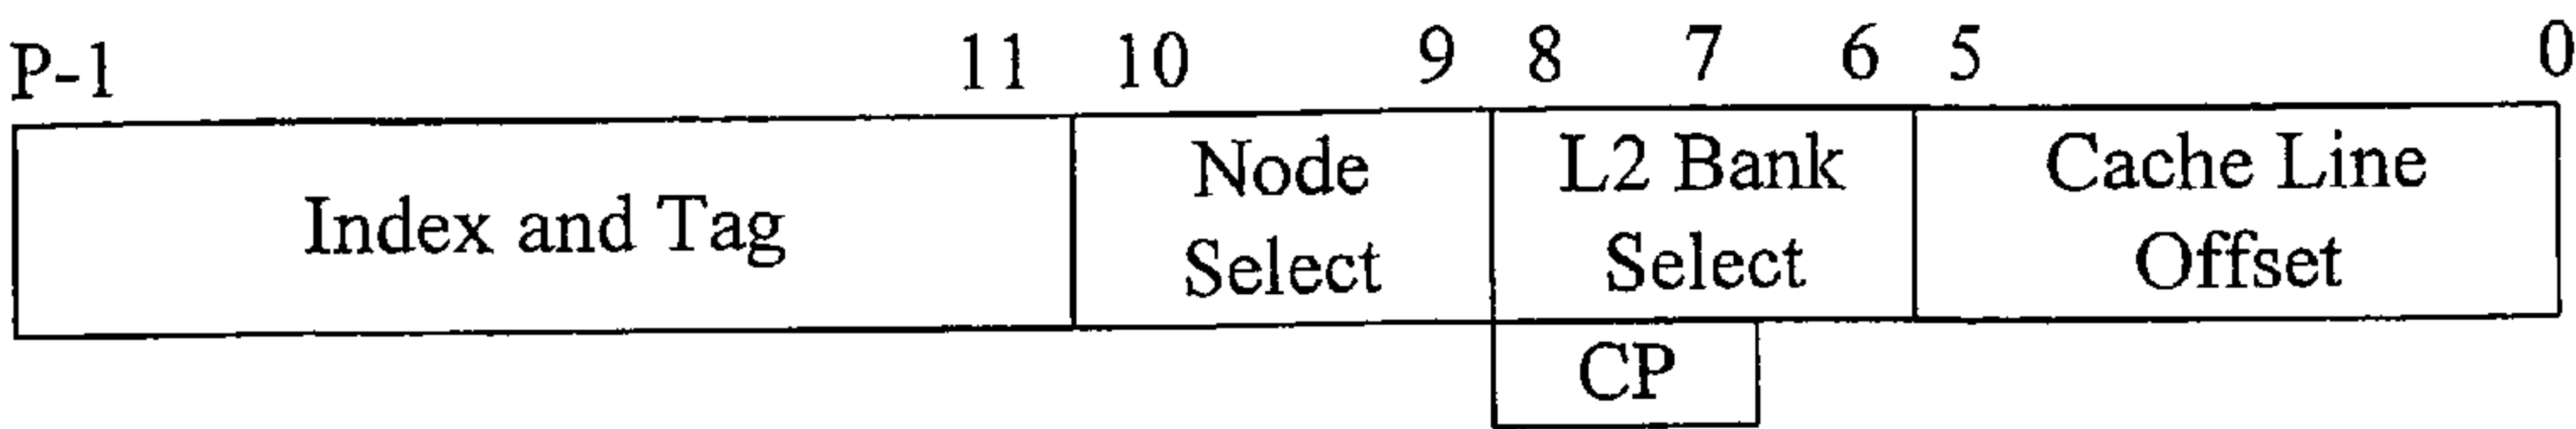 P-1 11 10 9 8 7 6 5 0
Index and Tag
Node
Select
L2 Bank
Select
Cache Line
Offset
CP